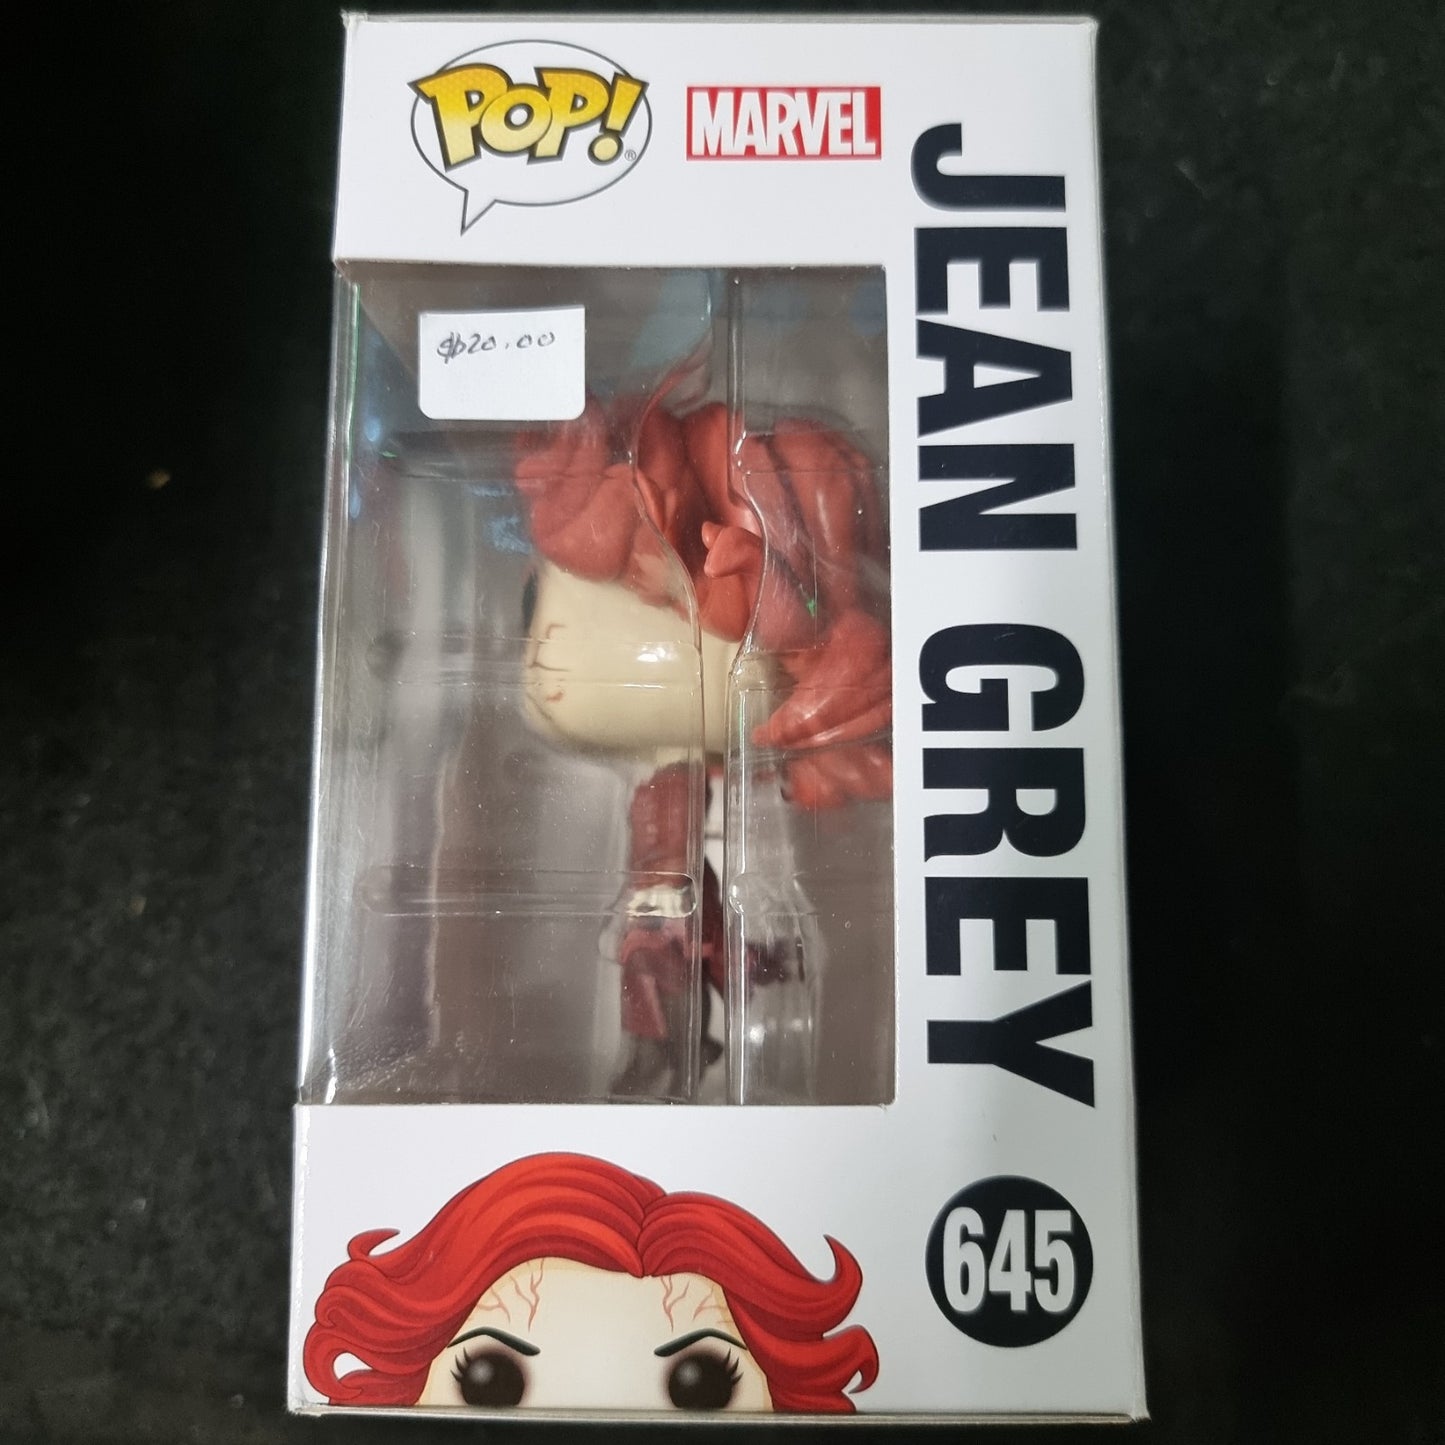 POP!
®
MARVEL
$20.00
JEAN GREY
645